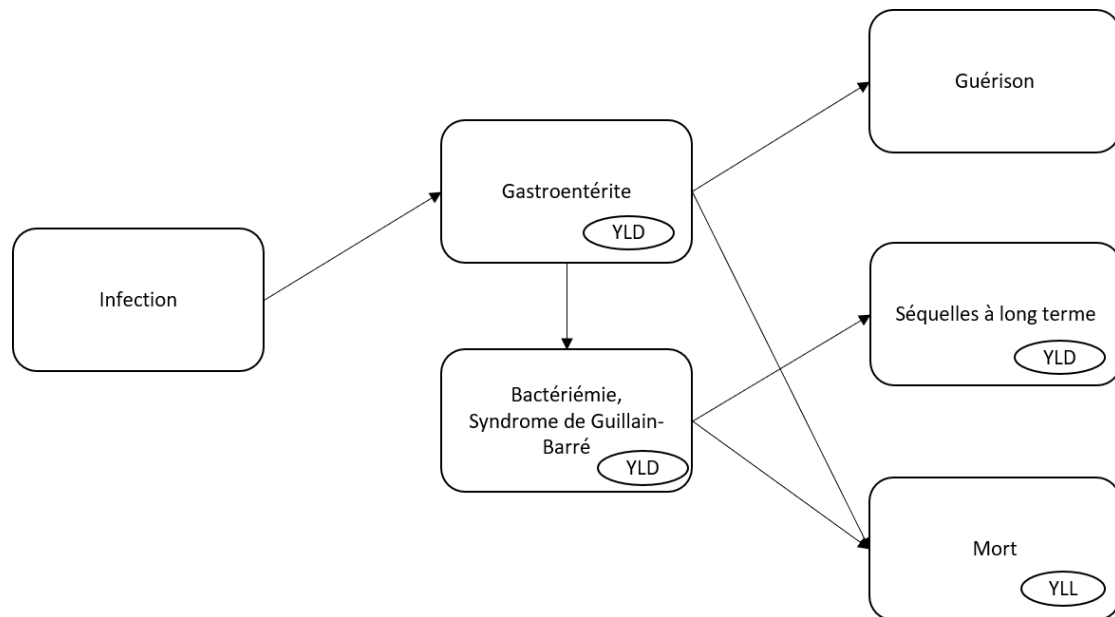 Infection
Gastroentérite
YLD
Bactériémie,
Syndrome de Guillain-
Barré
YLD
Guérison
Séquelles à long terme
YLD
Mort
YLL